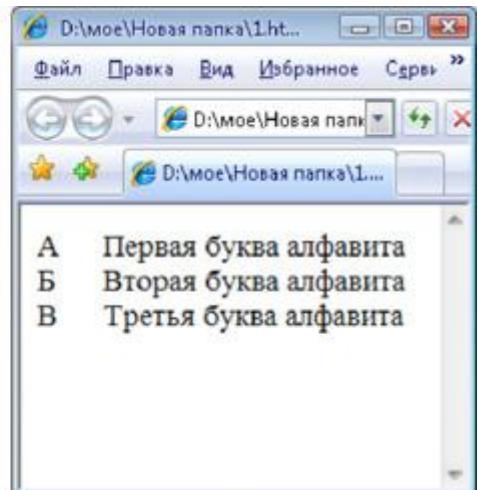 D:\мое\Новая папка\1.ht...
Файл Правка Вид Избранное Серви »
D:\мое\Новая папк
D:\мое\Новая папка\1....
А Первая буква алфавита
Б Вторая буква алфавита
В Третья буква алфавита